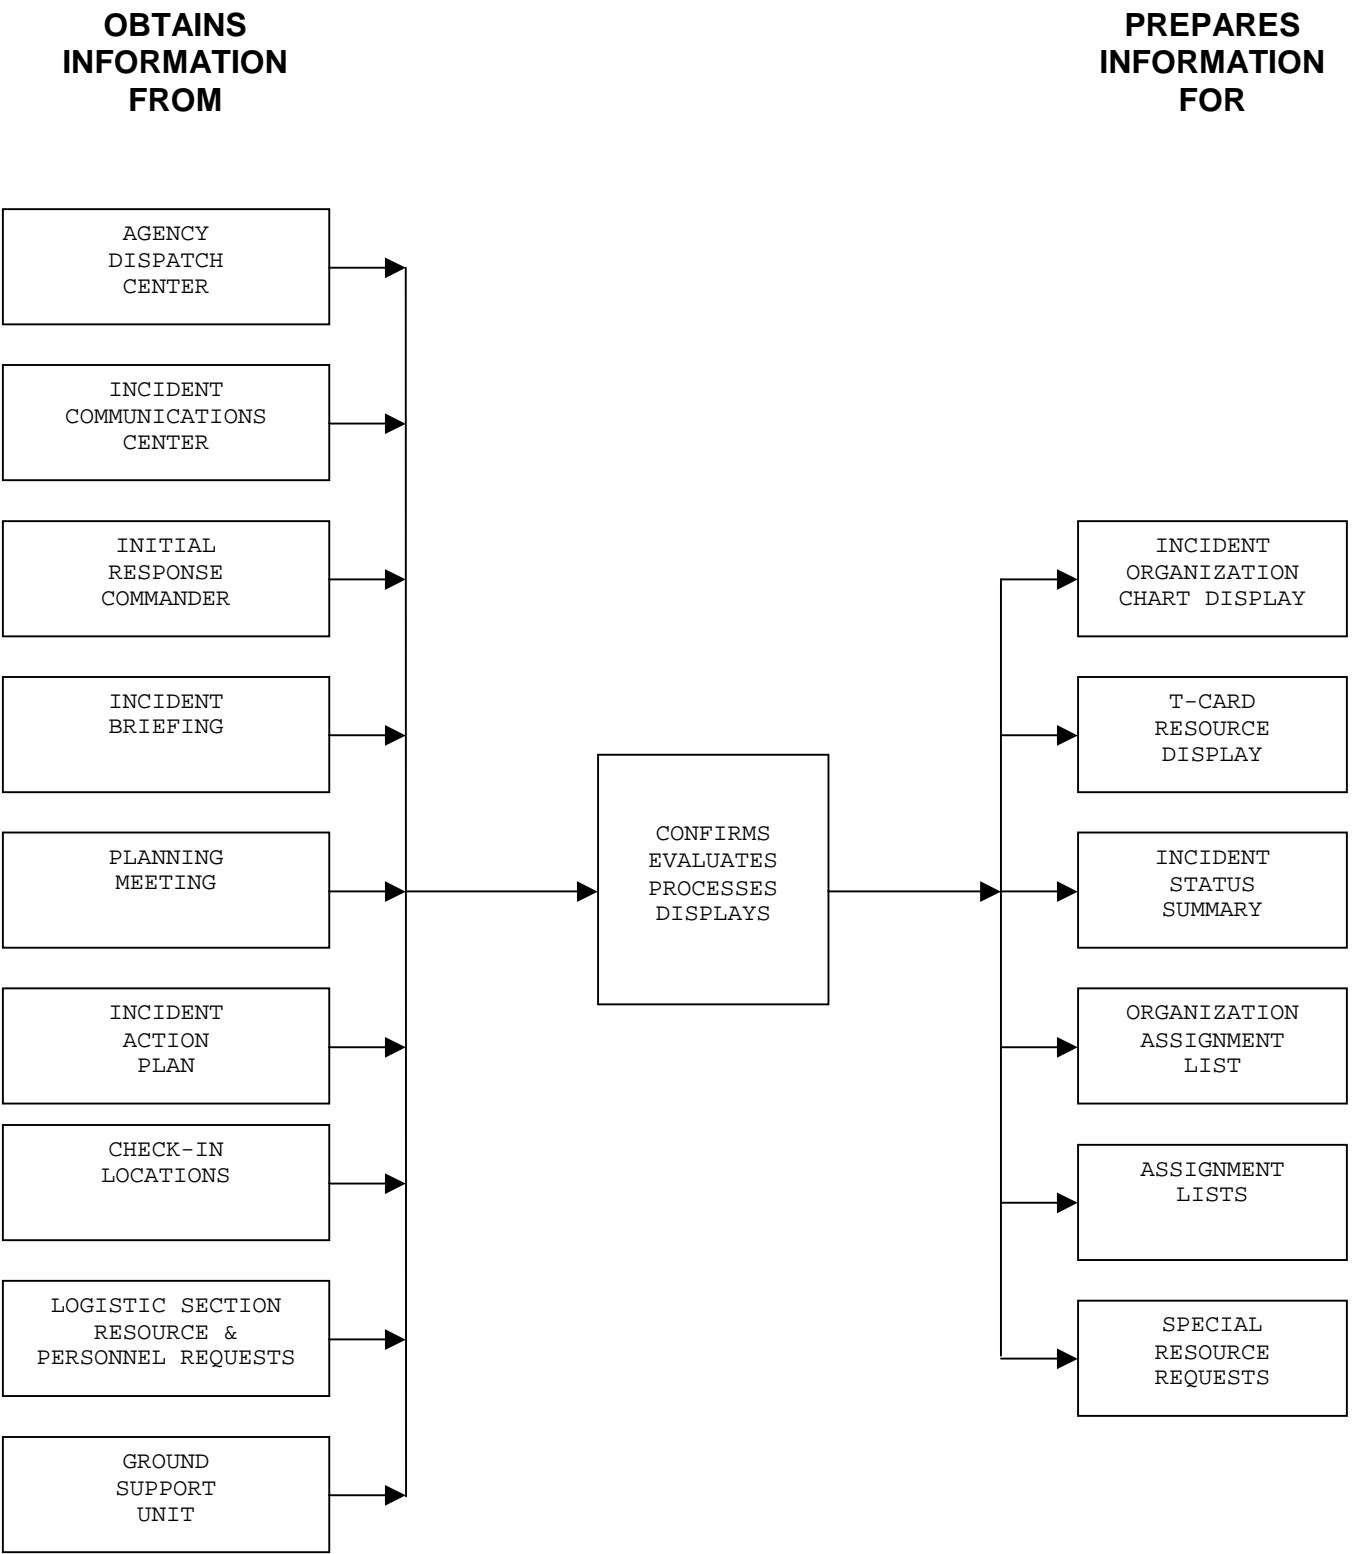 OBTAINS
INFORMATION
FROM
PREPARES
INFORMATION
FOR
AGENCY
DISPATCH
CENTER
INCIDENT
COMMUNICATIONS
CENTER
INITIAL
RESPONSE
COMMANDER
INCIDENT
BRIEFING
PLANNING
MEETING
INCIDENT
ACTION
PLAN
CHECK-IN
LOCATIONS
LOGISTIC SECTION
RESOURCE &
PERSONNEL REQUESTS
GROUND
SUPPORT
UNIT
CONFIRMS
EVALUATES
PROCESSES
DISPLAYS
INCIDENT
ORGANIZATION
CHART DISPLAY
T-CARD
RESOURCE
DISPLAY
INCIDENT
STATUS
SUMMARY
ORGANIZATION
ASSIGNMENT
LIST
ASSIGNMENT
LISTS
SPECIAL
RESOURCE
REQUESTS